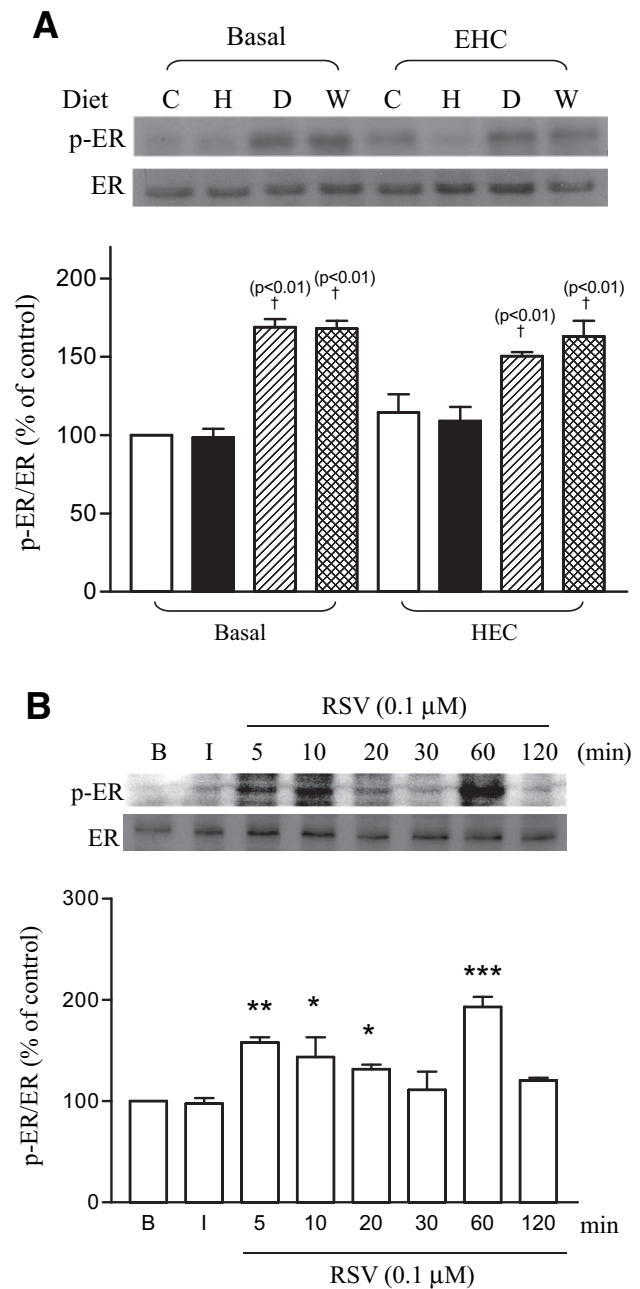 A
Basal EHC
Diet C H D W C H D W
p-ER
ER
p-ER/ER (% of control)
200
150
100
50
0
(p<0.01) (p<0.01) (p<0.01) (p<0.01)
† † † †
Basal HEC
B
RSV (0.1 μM)
B I 5 10 20 30 60 120 (min)
p-ER
ER
p-ER/ER (% of control)
300
200
100
0
** * * ***
B I 5 10 20 30 60 120 min
RSV (0.1 μM)